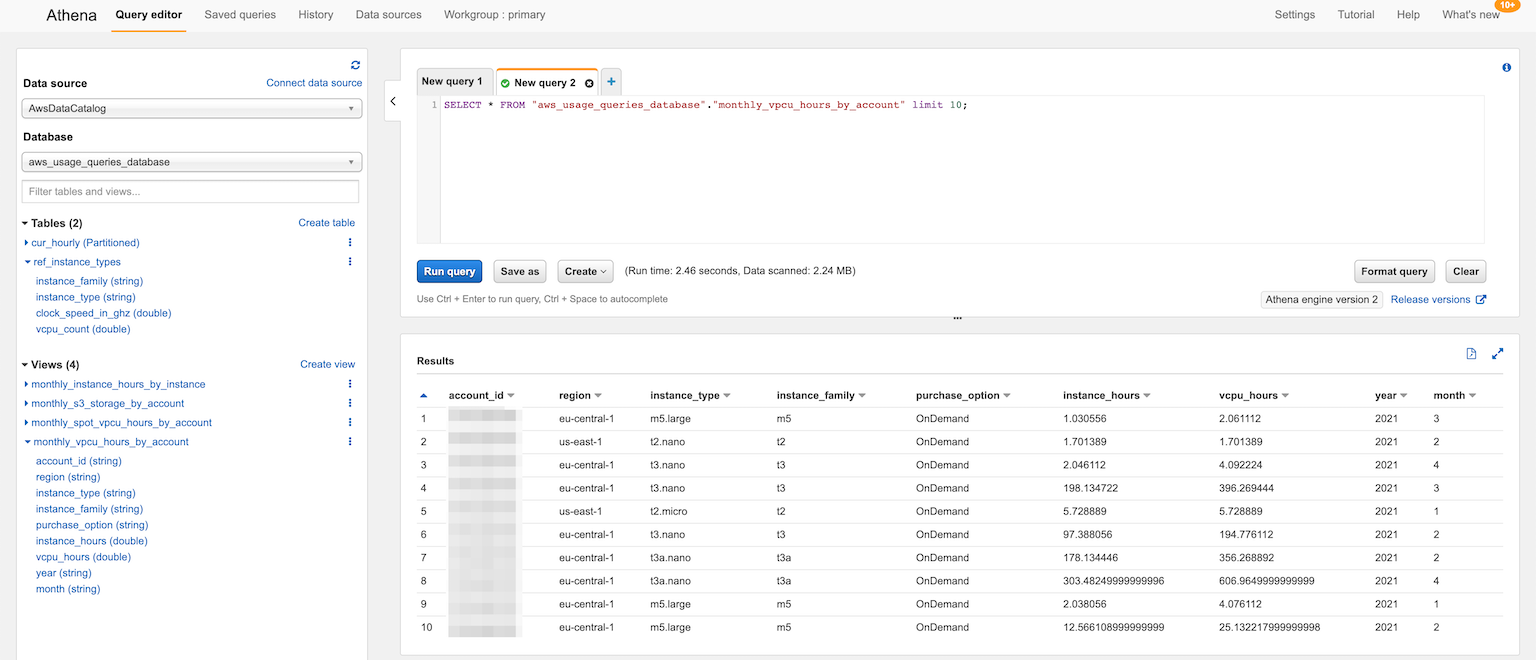 Athena Query editor Saved queries History Data sources Workgroup : primary Settings Tutorial Help What's new 10+
Data source Connect data source
AwsDataCatalog
Database
aws_usage_queries_database
Filter tables and views...
Tables (2) Create table
cur_hourly (Partitioned)
ref_instance_types
instance_family (string)
instance_type (string)
clock_speed_in_ghz (double)
vcpu_count (double)
Views (4) Create view
monthly_instance_hours_by_instance
monthly_s3_storage_by_account
monthly_spot_vpcu_hours_by_account
monthly_vpcu_hours_by_account
account_id (string)
region (string)
instance_type (string)
instance_family (string)
purchase_option (string)
instance_hours (double)
vcpu_hours (double)
year (string)
month (string)
New query 1 New query 2 +
1 SELECT * FROM "aws_usage_queries_database"."monthly_vpcu_hours_by_account" limit 10;
Run query Save as Create (Run time: 2.46 seconds, Data scanned: 2.24 MB) Format query Clear
Use Ctrl + Enter to run query, Ctrl + Space to autocomplete Athena engine version 2 Release versions
Results
account_id region instance_type instance_family purchase_option instance_hours vcpu_hours year month
1 eu-central-1 m5.large m5 OnDemand 1.030556 2.061112 2021 3
2 us-east-1 t2.nano t2 OnDemand 1.701389 1.701389 2021 2
3 eu-central-1 t3.nano t3 OnDemand 2.046112 4.092224 2021 4
4 eu-central-1 t3.nano t3 OnDemand 198.134722 396.269444 2021 3
5 us-east-1 t2.micro t2 OnDemand 5.728889 5.728889 2021 1
6 eu-central-1 t3.nano t3 OnDemand 97.388056 194.776112 2021 2
7 eu-central-1 t3a.nano t3a OnDemand 178.134446 356.268892 2021 2
8 eu-central-1 t3a.nano t3a OnDemand 303.48249999999996 606.9649999999999 2021 4
9 eu-central-1 m5.large m5 OnDemand 2.038056 4.076112 2021 1
10 eu-central-1 m5.large m5 OnDemand 12.566108999999999 25.132217999999998 2021 2